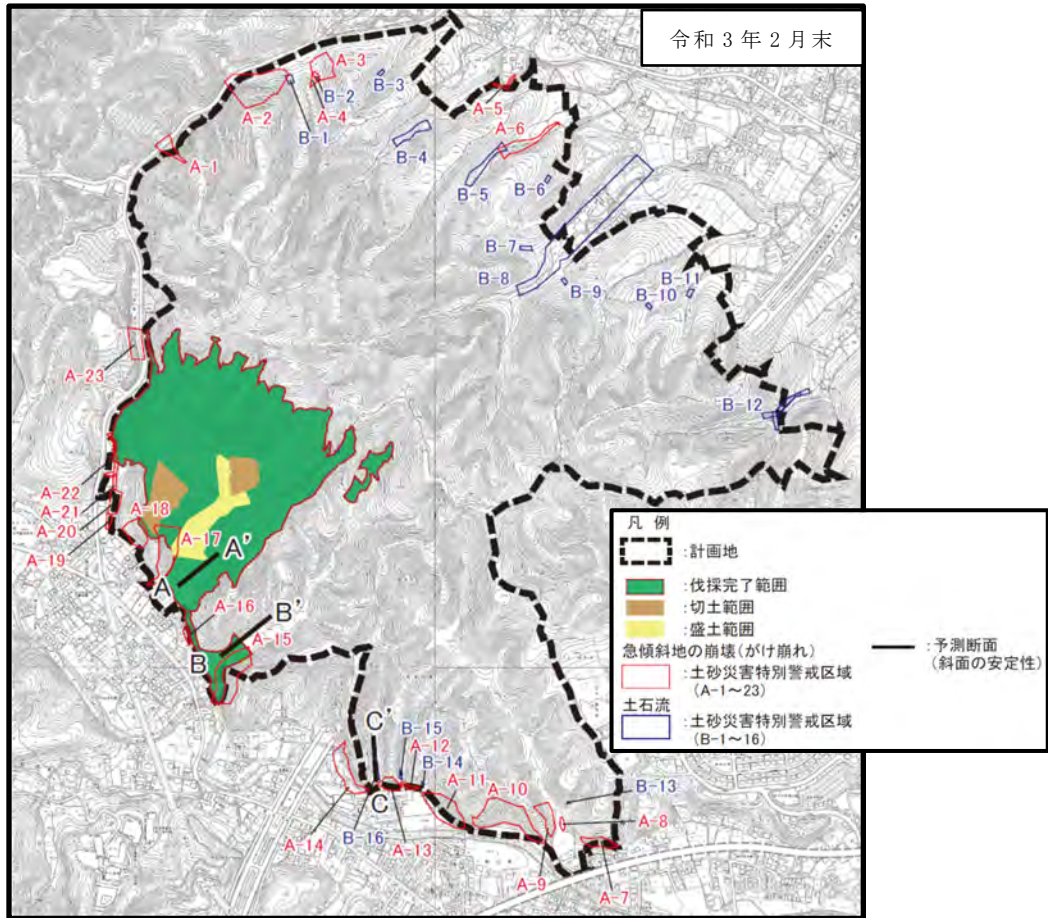 令和3年2月末
A-3
B-3
B-2
A-2
A-4
B-1
A-5
A-6
B-4
A-1
B-5
B-6
B-7
B-8
B-9
B-11
B-10
A-23
B-12
A-22
A-21
A-20
A-19
A-18
A-17
A'
A
A-16
B'
A-15
B
C'
B-15
A-12
B-14
A-11
A-10
B-13
C
A-8
A-14
B-16
A-13
A-9
A-7
凡 例
:計画地
:伐採完了範囲
:切土範囲
:盛土範囲
急傾斜地の崩壊(がけ崩れ)
:土砂災害特別警戒区域
(A-1～23)
土石流
:土砂災害特別警戒区域
(B-1～16)
:予測断面
(斜面の安定性)